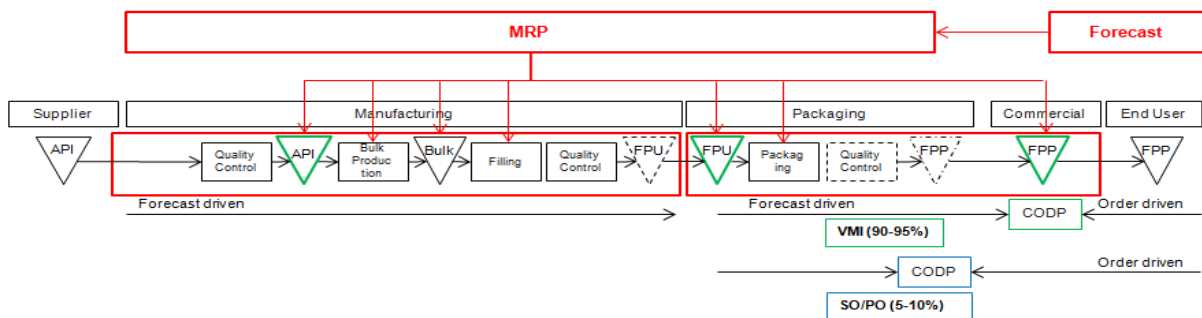 MRP
Forecast
Supplier
Manufacturing
Packaging
Commercial
End User
API
Quality
Control
API
Bulk
Produc
tion
Bulk
Filling
Quality
Control
FPU
FPU
Packag
ing
Quality
Control
FPP
FPP
FPP
Forecast driven
Forecast driven
CODP
Order driven
VMI (90-95%)
CODP
Order driven
SO/PO (5-10%)